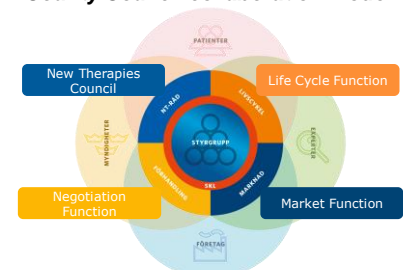 PATIENTER
New Therapies
Council
Life Cycle Function
NT-RÅD
LIVSCYKEL
MYNDIGHETER
STYRGRUPP
EXPERTER
FÖRHANDLING
SKL
MARKNAD
Negotiation
Function
Market Function
FÖRETAG